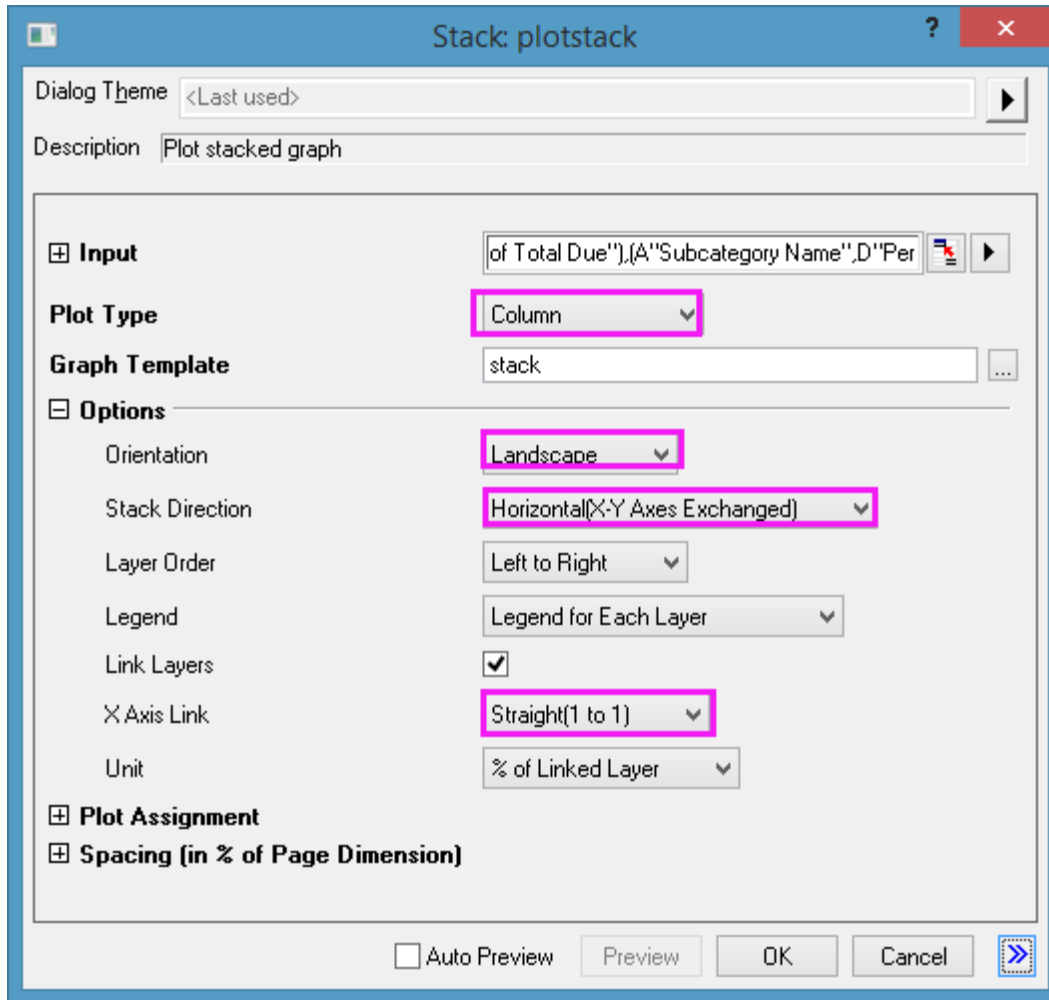 Stack: plotstack ? ×
Dialog Theme <Last used>
Description Plot stacked graph
Input of Total Due"),(A"Subcategory Name",D"Per
Plot Type Column
Graph Template stack ...
Options
Orientation Landscape
Stack Direction Horizontal(X-Y Axes Exchanged)
Layer Order Left to Right
Legend Legend for Each Layer
Link Layers
X Axis Link Straight(1 to 1)
Unit % of Linked Layer
Plot Assignment
Spacing (in % of Page Dimension)
Auto Preview Preview OK Cancel